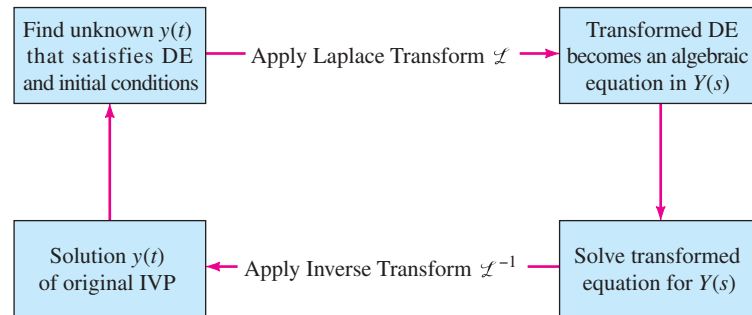 Find unknown y(t)
that satisfies DE
and initial conditions
Apply Laplace Transform ℒ
Transformed DE
becomes an algebraic
equation in Y(s)
Solution y(t)
of original IVP
Apply Inverse Transform ℒ⁻¹
Solve transformed
equation for Y(s)